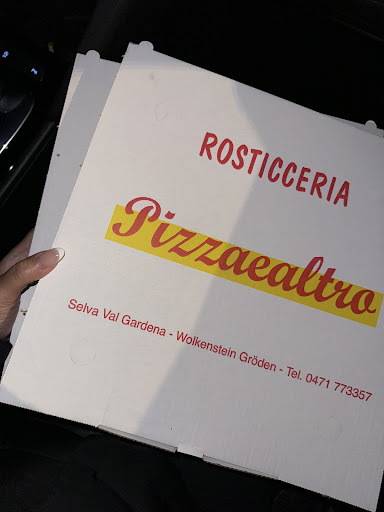 ROSTICCERIA
Pizzaealtro
Selva Val Gardena - Wolkenstein Gröden - Tel. 0471 773357